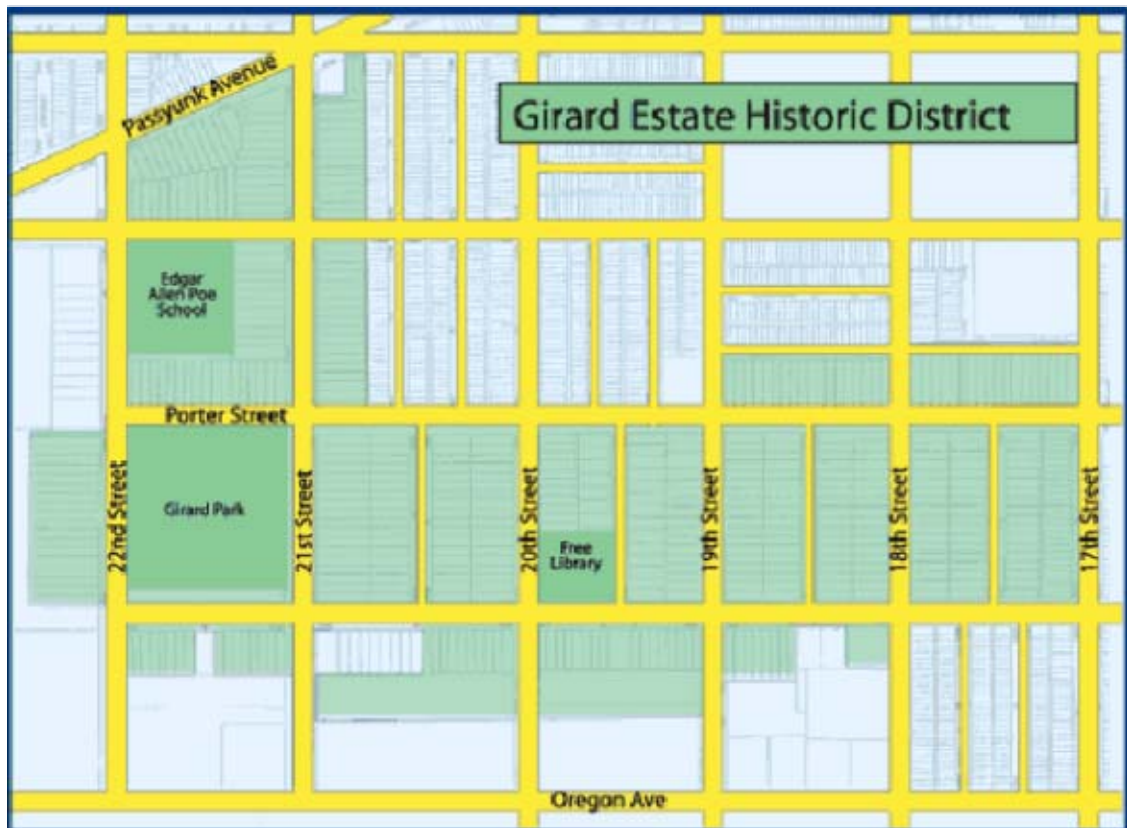 Passyunk Avenue
Girard Estate Historic District
Edgar
Allen Poe
School
Porter Street
22nd Street
Girard Park
21st Street
20th Street
Free
Library
19th Street
18th Street
17th Street
Oregon Ave